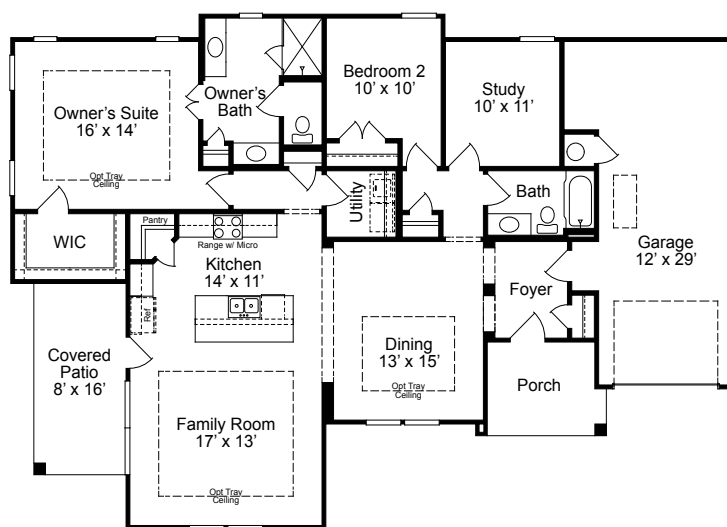 Owner's Suite
16' x 14'
Opt Tray
Ceiling
Owner's
Bath
Bedroom 2
10' x 10'
Study
10' x 11'
WIC
Pantry
Range w/ Micro
Kitchen
14' x 11'
Ref
Utility
Bath
Garage
12' x 29'
Foyer
Dining
13' x 15'
Opt Tray
Ceiling
Porch
Covered
Patio
8' x 16'
Family Room
17' x 13'
Opt Tray
Ceiling